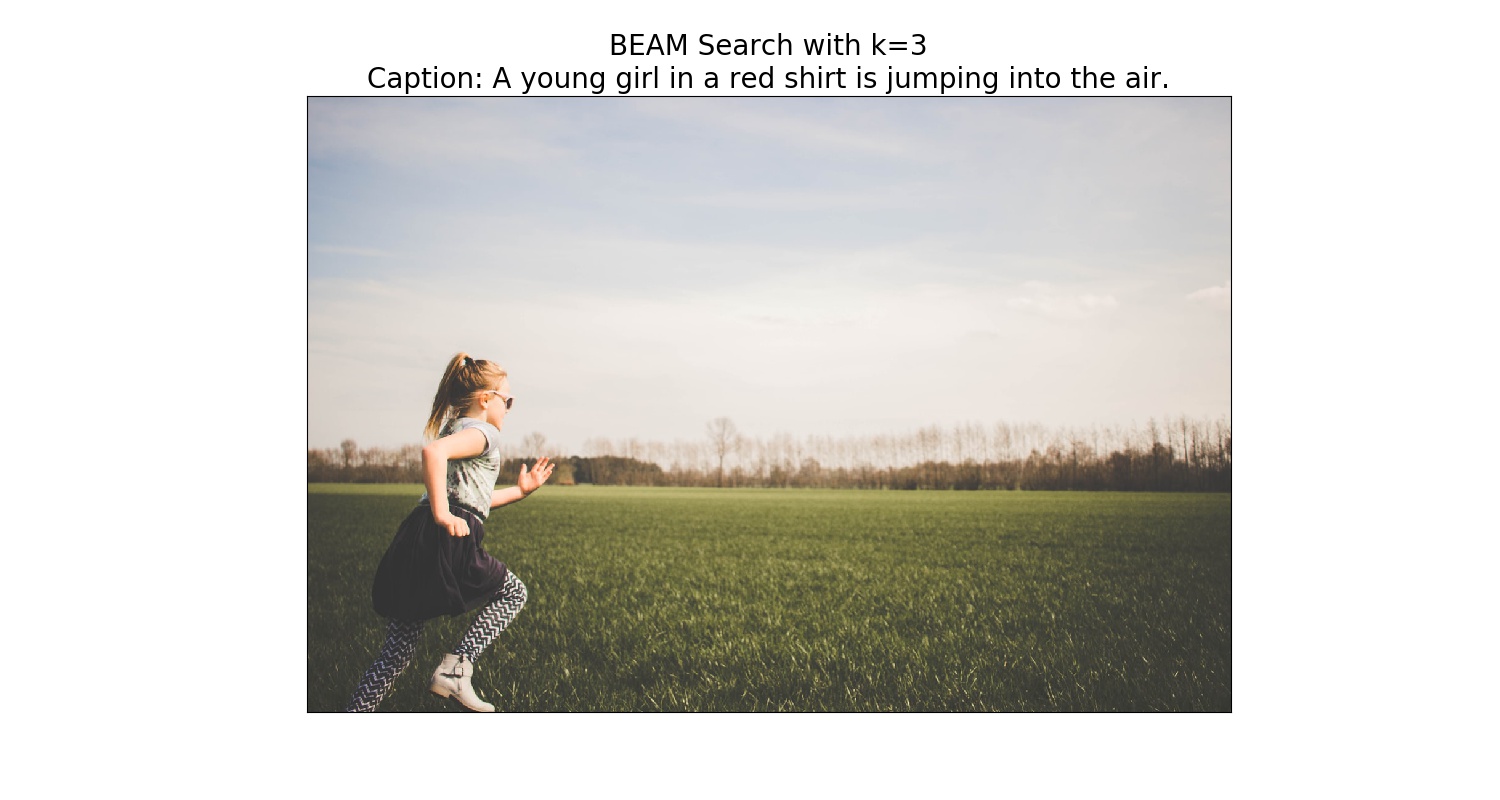 BEAM Search with k=3
Caption: A young girl in a red shirt is jumping into the air.